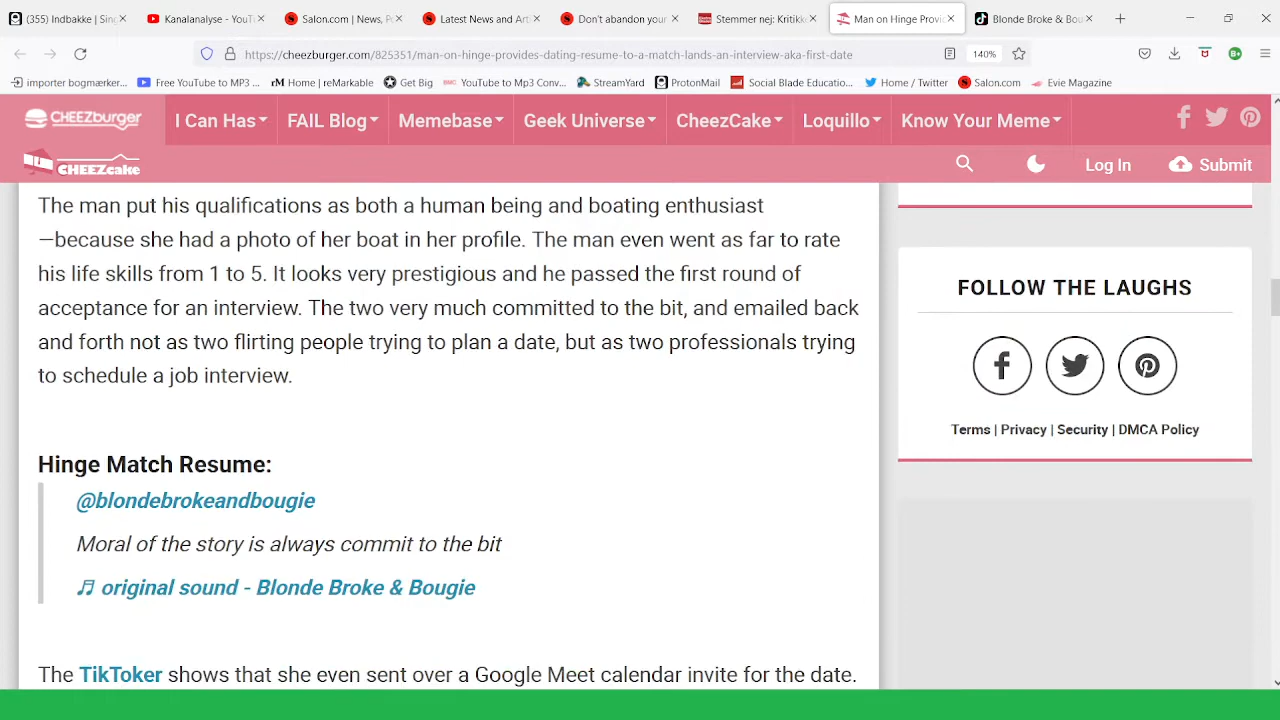 (355) Indbakke | Sing
Kanalanalyse - YouTu
Salon.com | News, Po
Latest News and Arti
Don't abandon your
Stemmer nej: Kritikke
Man on Hinge Provid
Blonde Broke & Bou
https://cheezburger.com/825351/man-on-hinge-provides-dating-resume-to-a-match-lands-an-interview-aka-first-date
140%
importer bogmærker...
Free YouTube to MP3 ...
rM Home | reMarkable
Get Big
YouTube to Mp3 Conv...
StreamYard
ProtonMail
Social Blade Educatio...
Home / Twitter
Salon.com
Evie Magazine
CHEEZburger
I Can Has
FAIL Blog
Memebase
Geek Universe
CheezCake
Loquillo
Know Your Meme
CHEEZcake
Log In
Submit
The man put his qualifications as both a human being and boating enthusiast
—because she had a photo of her boat in her profile. The man even went as far to rate
his life skills from 1 to 5. It looks very prestigious and he passed the first round of
acceptance for an interview. The two very much committed to the bit, and emailed back
and forth not as two flirting people trying to plan a date, but as two professionals trying
to schedule a job interview.
Hinge Match Resume:
@blondebrokeandbougie
Moral of the story is always commit to the bit
♬ original sound - Blonde Broke & Bougie
The TikToker shows that she even sent over a Google Meet calendar invite for the date.
FOLLOW THE LAUGHS
Terms | Privacy | Security | DMCA Policy